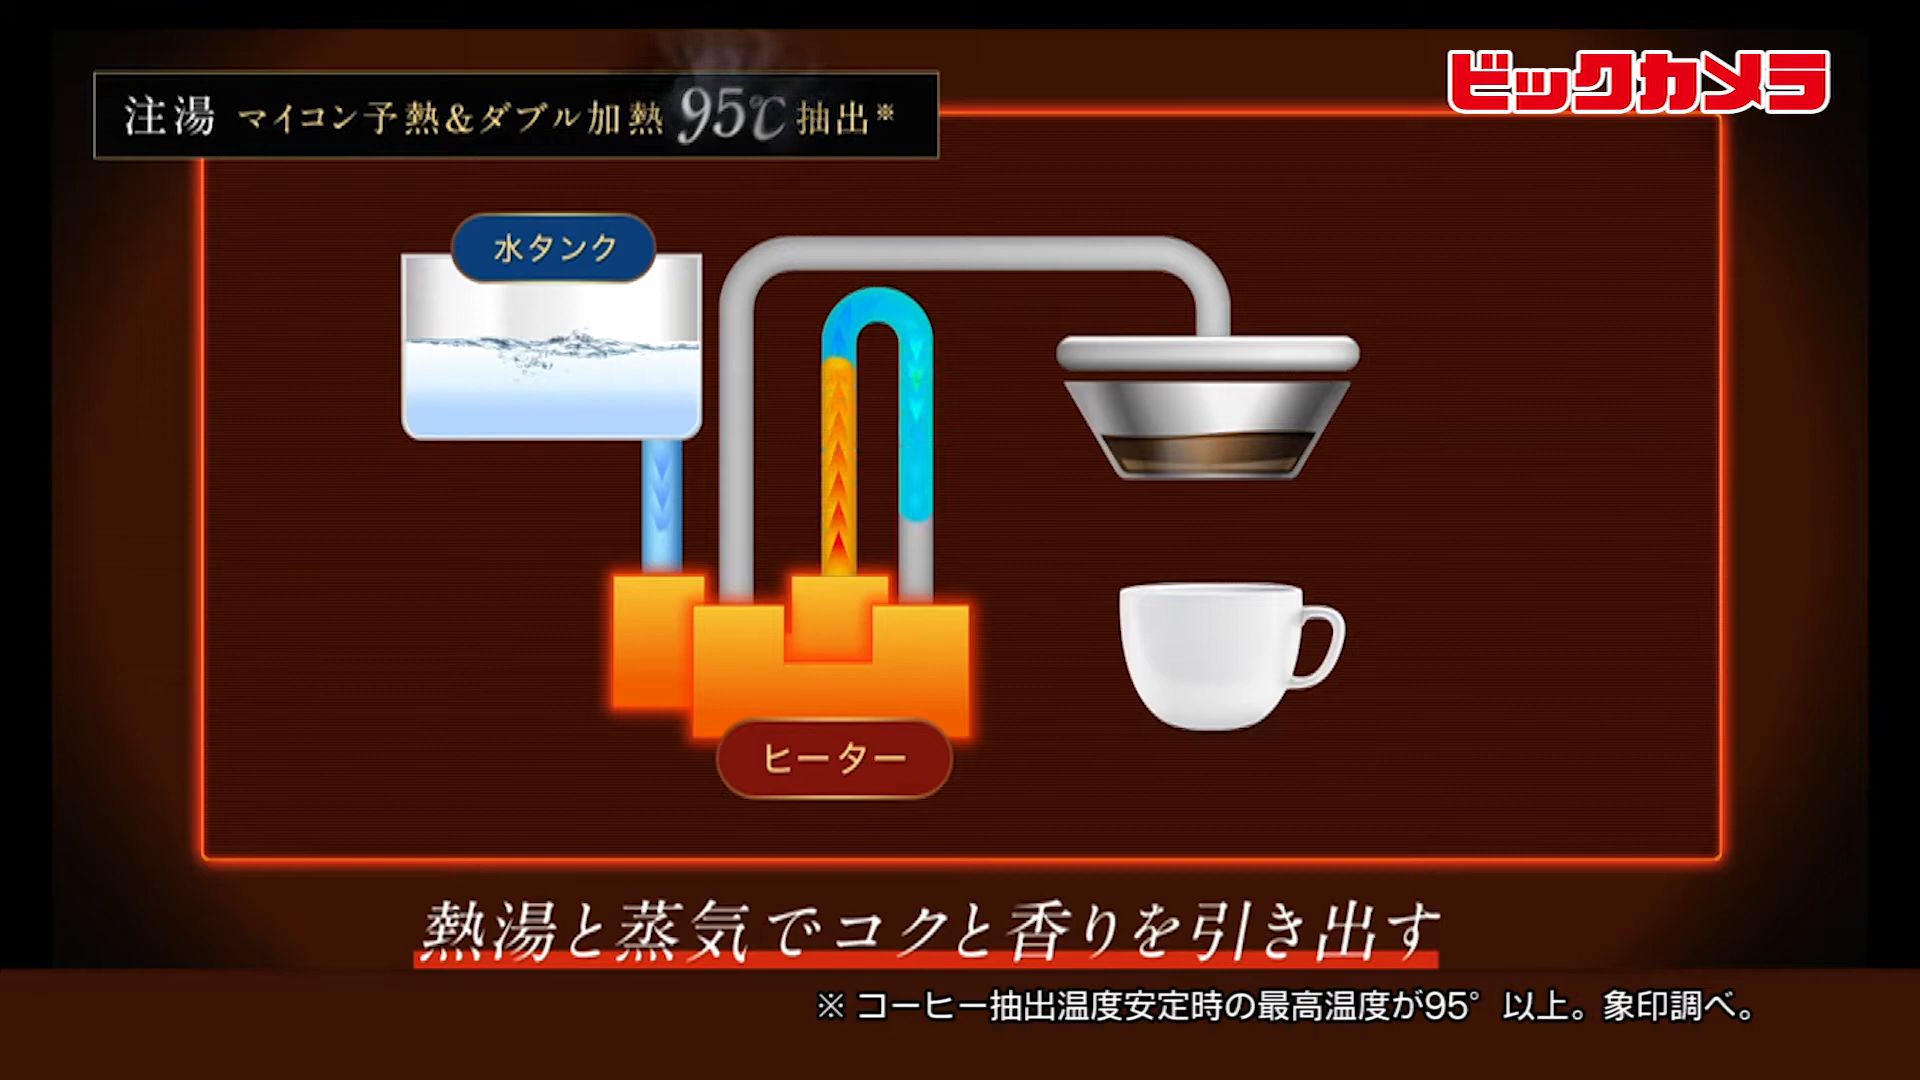 ビックカメラ
注湯 マイコン予熱&ダブル加熱 95℃ 抽出※
水タンク
ヒーター
熱湯と蒸気でコクと香りを引き出す
※ コーヒー抽出温度安定時の最高温度が95°以上。象印調べ。